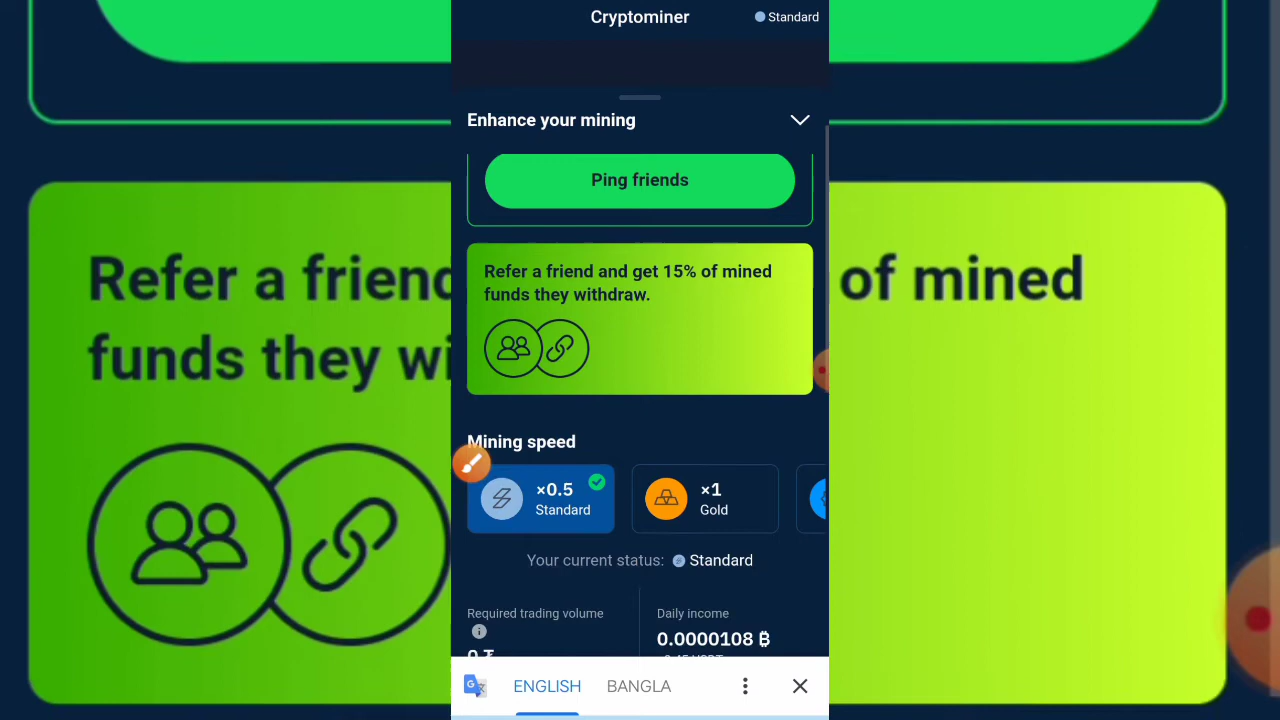 Cryptominer
Standard
Enhance your mining
Ping friends
Refer a friend and get 15% of mined
funds they withdraw.
Mining speed
×0.5
Standard
×1
Gold
Your current status: Standard
Required trading volume
Daily income
0.0000108 ₿
ENGLISH
BANGLA
Refer a friend
of mined
funds they wi